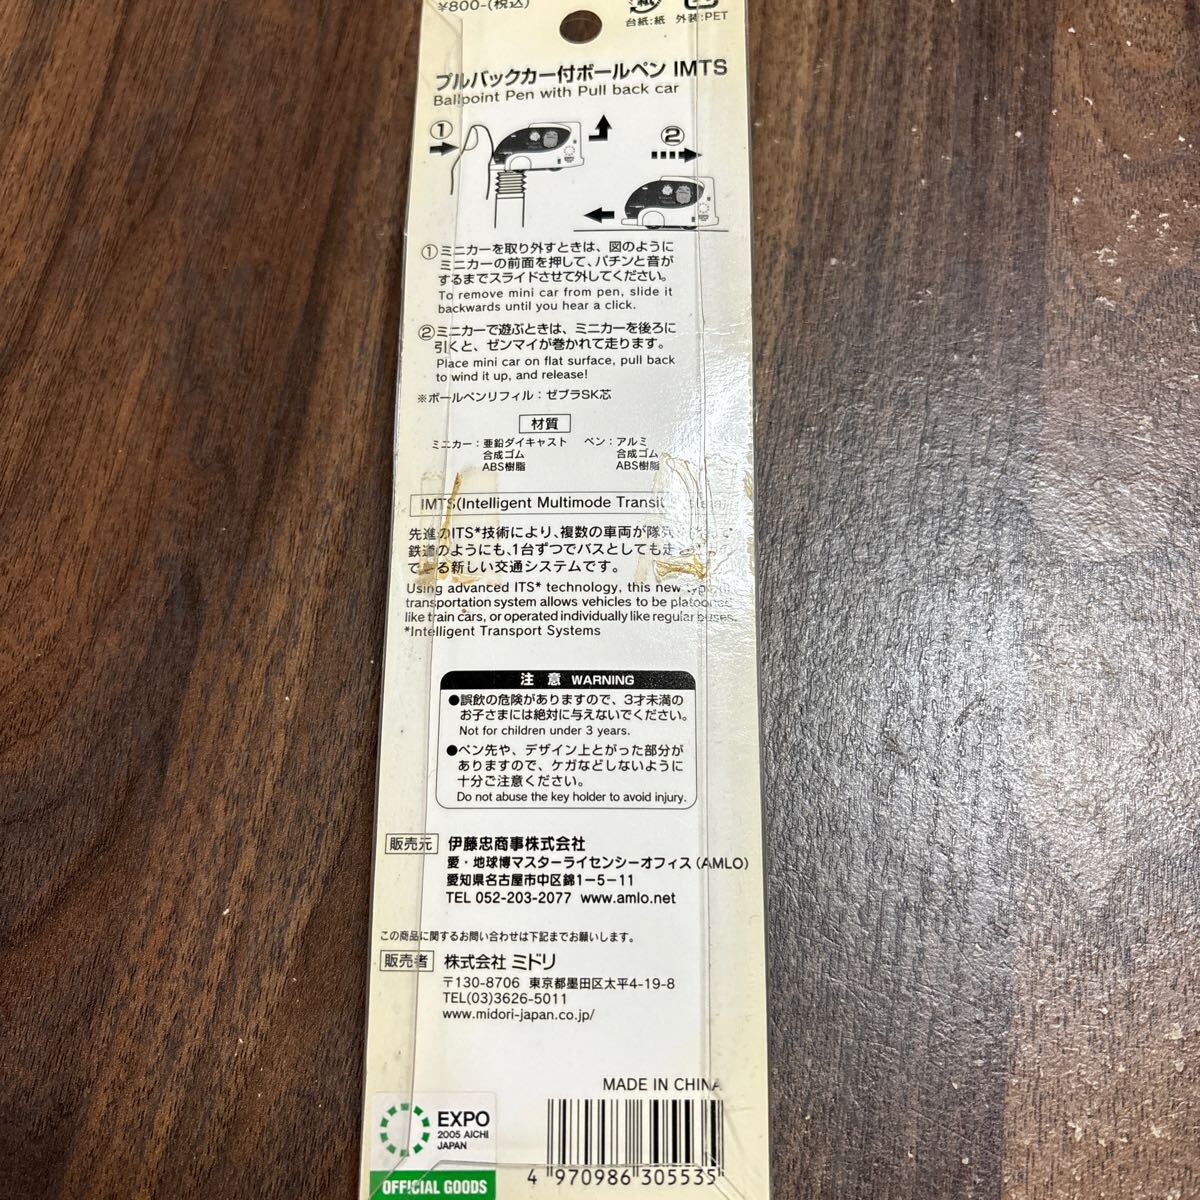 ¥800-(税込)
台紙:紙 外装:PET
プルバックカー付ボールペン IMTS
Ballpoint Pen with Pull back car
① ②
① ミニカーを取り外すときは、図のように
ミニカーの前面を押して、パチンと音が
するまでスライドさせて外してください。
To remove mini car from pen, slide it
backwards until you hear a click.
② ミニカーで遊ぶときは、ミニカーを後ろに
引くと、ゼンマイが巻かれて走ります。
Place mini car on flat surface, pull back
to wind it up, and release!
※ボールペンリフィル：ゼブラSK芯
材質
ミニカー：亜鉛ダイキャスト ペン：アルミ
合成ゴム 合成ゴム
ABS樹脂 ABS樹脂
IMTS(Intelligent Multimode Transit
先進のITS*技術により、複数の車両が隊
鉄道のようにも、1台ずつでバスとしても走
できる新しい交通システムです。
Using advanced ITS* technology, this new type of
transportation system allows vehicles to be platooned
like train cars, or operated individually like regular buses.
*Intelligent Transport Systems
注意 WARNING
●誤飲の危険がありますので、3才未満の
お子さまには絶対に与えないでください。
Not for children under 3 years.
●ペン先や、デザイン上とがった部分が
ありますので、ケガなどしないように
十分ご注意ください。
Do not abuse the key holder to avoid injury.
販売元 伊藤忠商事株式会社
愛・地球博マスターライセンシーオフィス(AMLO)
愛知県名古屋市中区錦1-5-11
TEL 052-203-2077 www.amlo.net
この商品に関するお問い合わせは下記までお願いします。
販売者 株式会社 ミドリ
〒130-8706 東京都墨田区太平4-19-8
TEL(03)3626-5011
www.midori-japan.co.jp/
MADE IN CHINA
EXPO
2005 AICHI
JAPAN
OFFICIAL GOODS
4 970986 305535